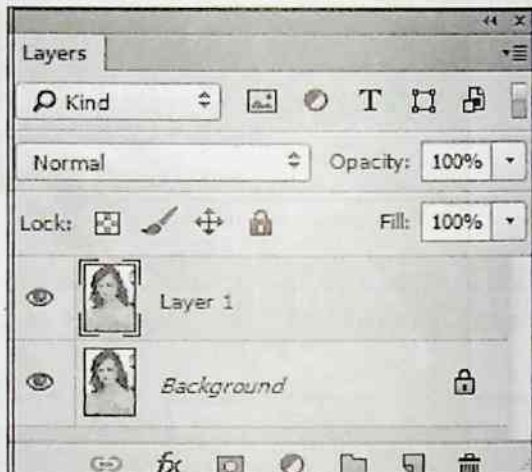 Layers
Kind T
Normal Opacity: 100%
Lock: Fill: 100%
Layer 1
Background
fx